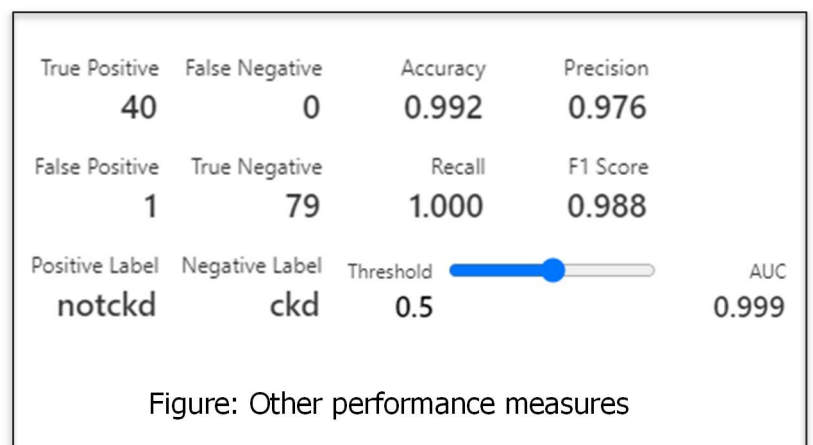 True Positive False Negative Accuracy Precision
40 0 0.992 0.976
False Positive True Negative Recall F1 Score
1 79 1.000 0.988
Positive Label Negative Label Threshold AUC
notckd ckd 0.5 0.999
Figure: Other performance measures